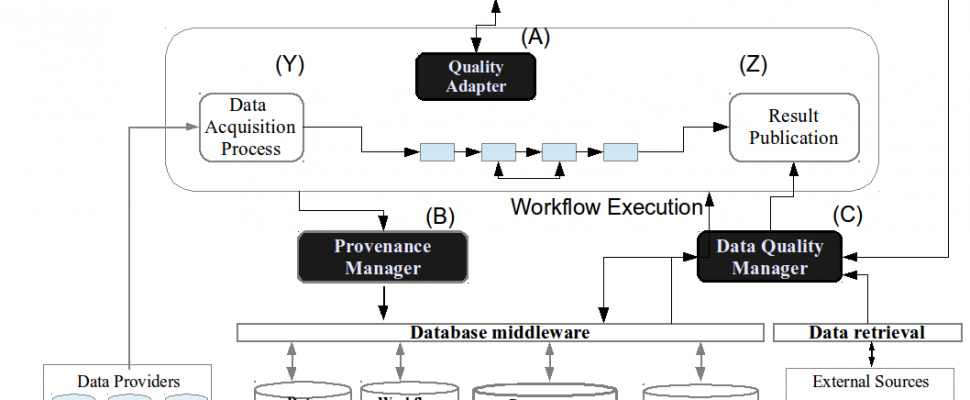 (A)
(Y)
(Z)
Quality
Adapter
Data
Acquisition
Process
Result
Publication
Workflow Execution
(B)
(C)
Provenance
Manager
Data Quality
Manager
Database middleware
Data retrieval
Data Providers
External Sources